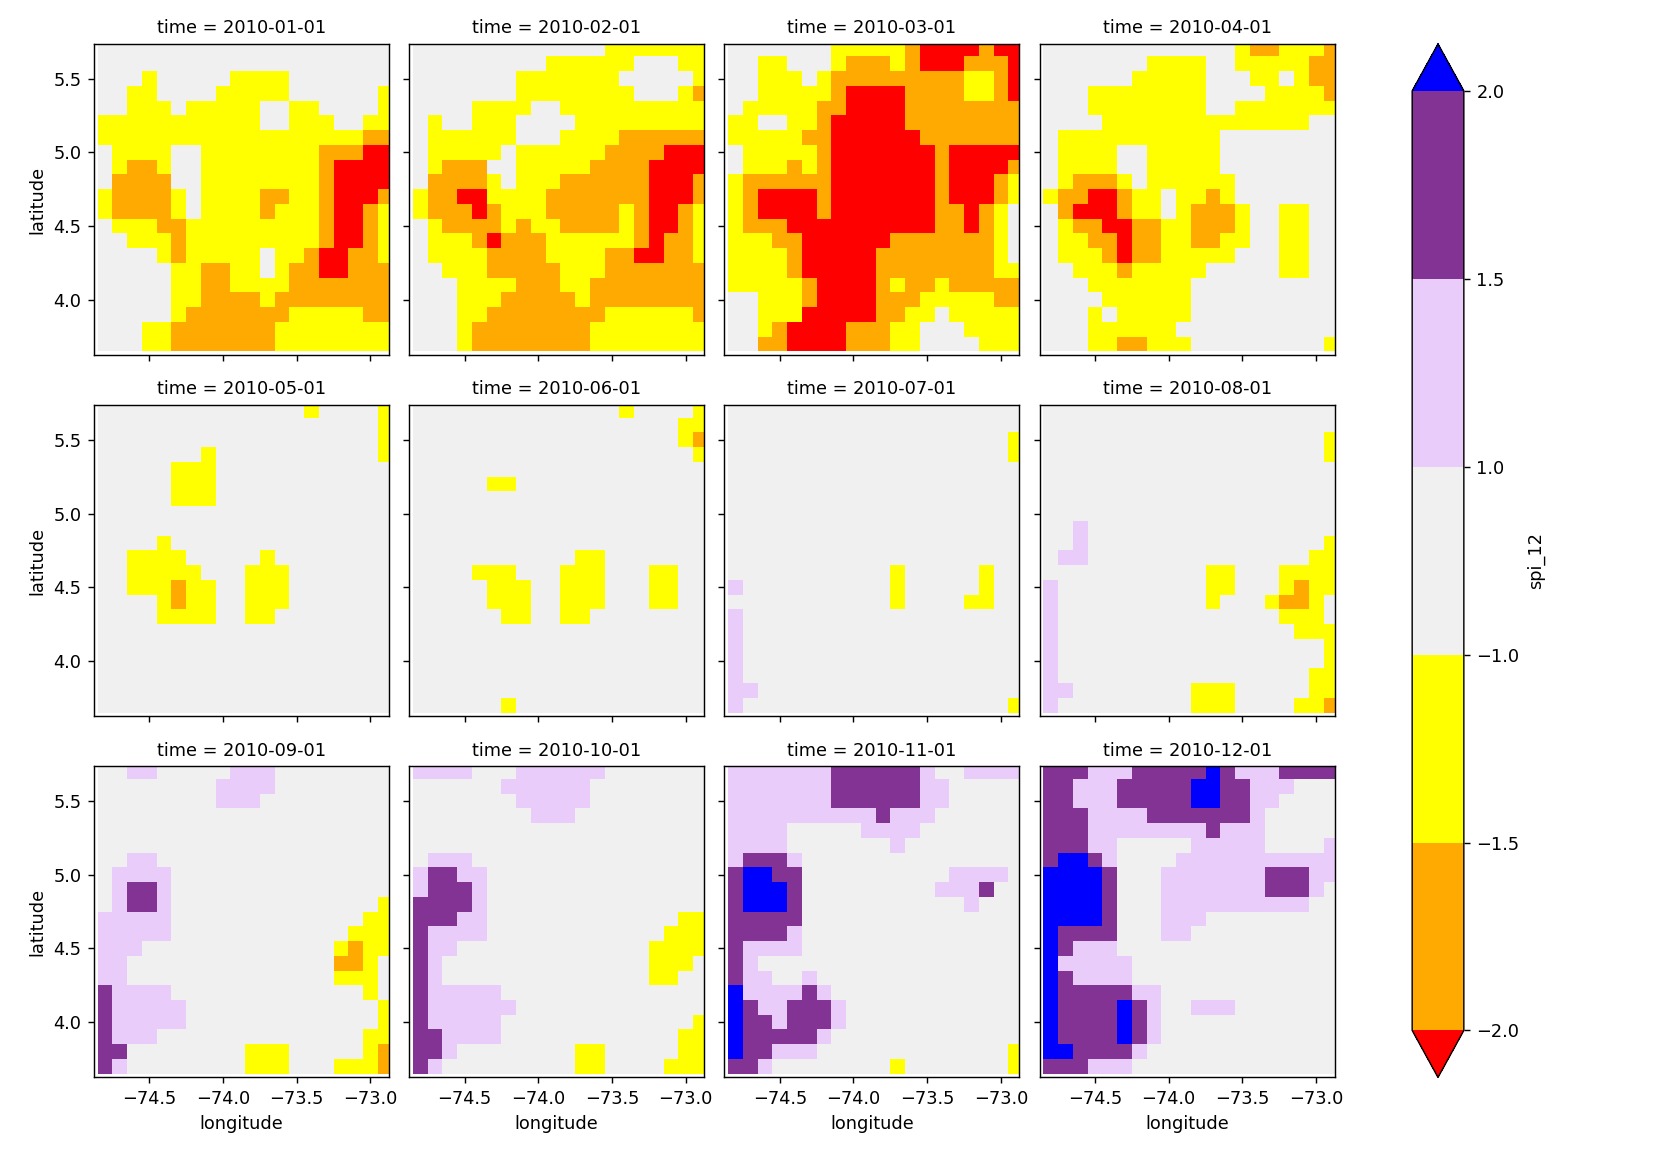 time = 2010-01-01
time = 2010-02-01
time = 2010-03-01
time = 2010-04-01
5.5
5.0
4.5
4.0
latitude
time = 2010-05-01
time = 2010-06-01
time = 2010-07-01
time = 2010-08-01
5.5
5.0
4.5
4.0
latitude
time = 2010-09-01
time = 2010-10-01
time = 2010-11-01
time = 2010-12-01
5.5
5.0
4.5
4.0
latitude
−74.5 −74.0 −73.5 −73.0
longitude
−74.5 −74.0 −73.5 −73.0
longitude
−74.5 −74.0 −73.5 −73.0
longitude
−74.5 −74.0 −73.5 −73.0
longitude
2.0
1.5
1.0
−1.0
−1.5
−2.0
spi_12